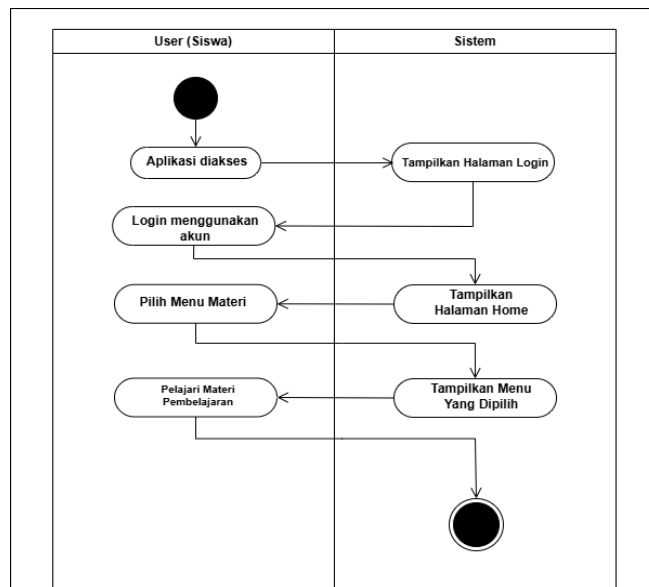 User (Siswa)
Sistem
Aplikasi diakses
Tampilkan Halaman Login
Login menggunakan
akun
Tampilkan
Halaman Home
Pilih Menu Materi
Tampilkan Menu
Yang Dipilih
Pelajari Materi
Pembelajaran